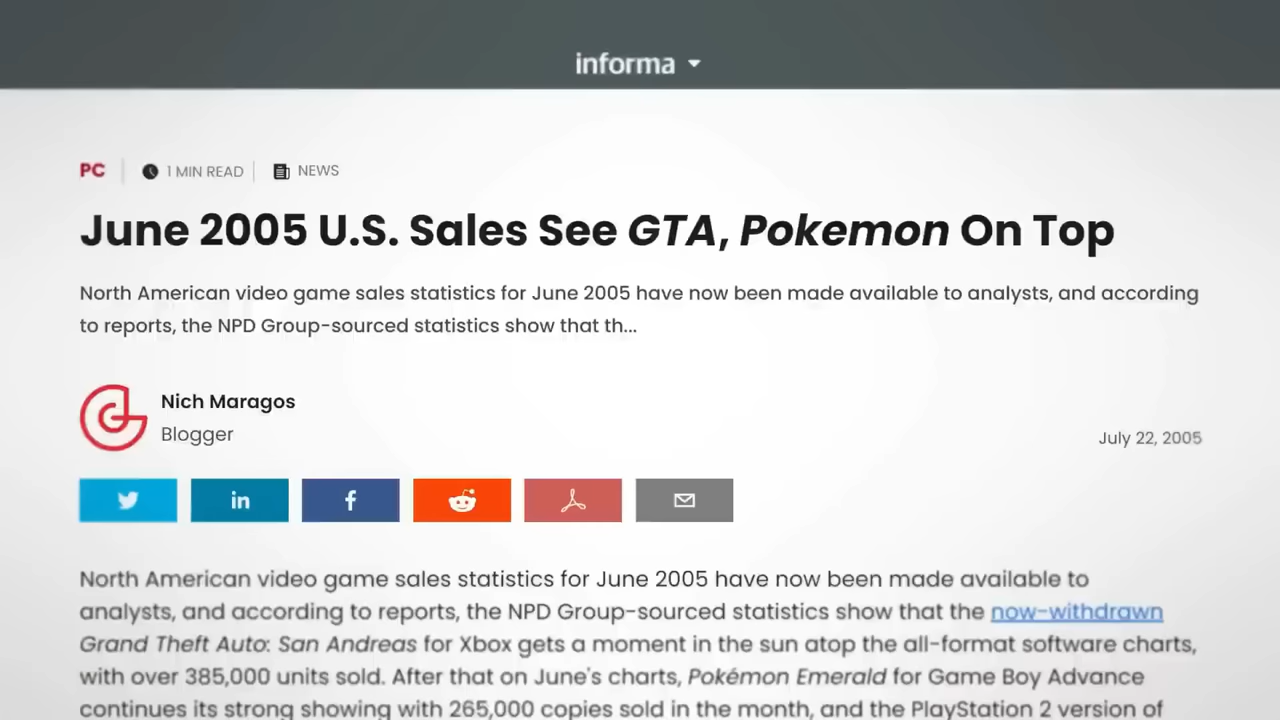 informa
PC
1 MIN READ
NEWS
June 2005 U.S. Sales See GTA, Pokemon On Top
North American video game sales statistics for June 2005 have now been made available to analysts, and according
to reports, the NPD Group-sourced statistics show that th...
Nich Maragos
Blogger
July 22, 2005
in
f
North American video game sales statistics for June 2005 have now been made available to
analysts, and according to reports, the NPD Group-sourced statistics show that the now-withdrawn
Grand Theft Auto: San Andreas for Xbox gets a moment in the sun atop the all-format software charts,
with over 385,000 units sold. After that on June's charts, Pokémon Emerald for Game Boy Advance
continues its strong showing with 265,000 copies sold in the month, and the PlayStation 2 version of